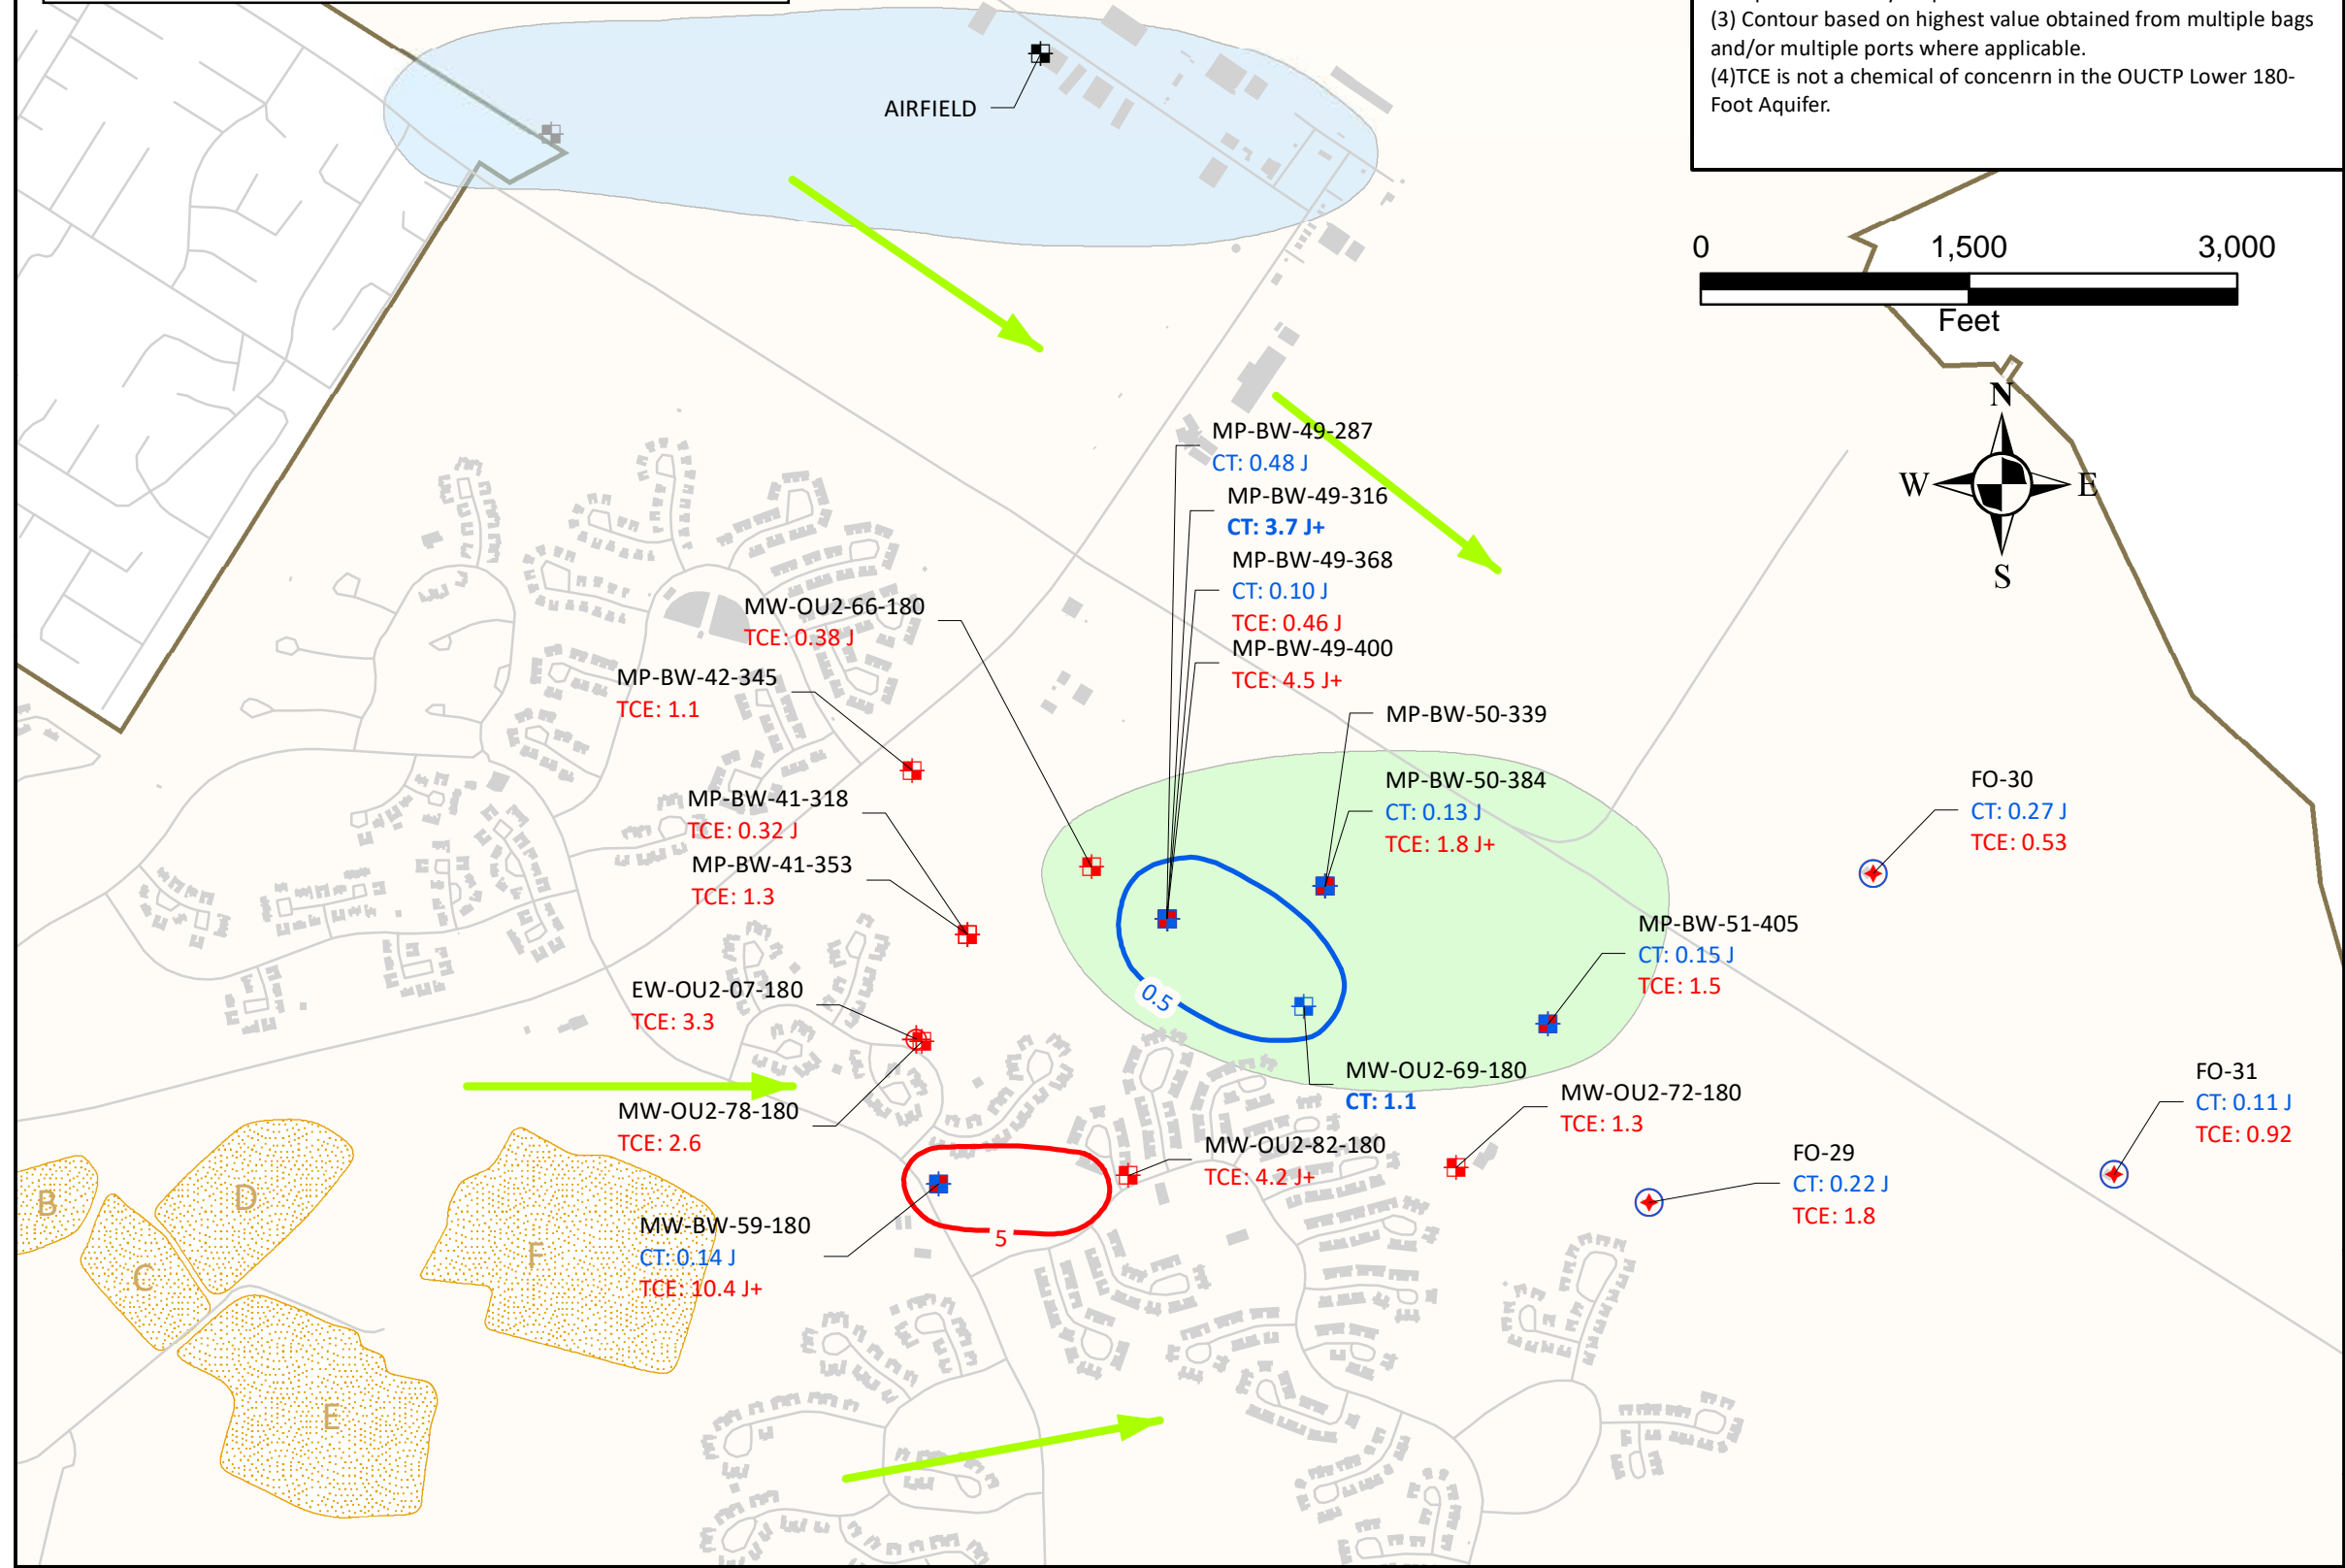 (3) Contour based on highest value obtained from multiple bags
and/or multiple ports where applicable.
(4)TCE is not a chemical of concenrn in the OUCTP Lower 180-
Foot Aquifer.
AIRFIELD
0 1,500 3,000
Feet
N
W E
S
MP-BW-49-287
CT: 0.48 J
MP-BW-49-316
CT: 3.7 J+
MP-BW-49-368
CT: 0.10 J
TCE: 0.46 J
MP-BW-49-400
TCE: 4.5 J+
MW-OU2-66-180
TCE: 0.38 J
MP-BW-42-345
TCE: 1.1
MP-BW-50-339
MP-BW-50-384
CT: 0.13 J
TCE: 1.8 J+
MP-BW-41-318
TCE: 0.32 J
MP-BW-41-353
TCE: 1.3
FO-30
CT: 0.27 J
TCE: 0.53
MP-BW-51-405
CT: 0.15 J
TCE: 1.5
EW-OU2-07-180
TCE: 3.3
0.5
MW-OU2-69-180
CT: 1.1
MW-OU2-72-180
TCE: 1.3
FO-31
CT: 0.11 J
TCE: 0.92
MW-OU2-78-180
TCE: 2.6
MW-OU2-82-180
TCE: 4.2 J+
FO-29
CT: 0.22 J
TCE: 1.8
MW-BW-59-180
CT: 0.14 J
TCE: 10.4 J+
5
B
D
C
F
E